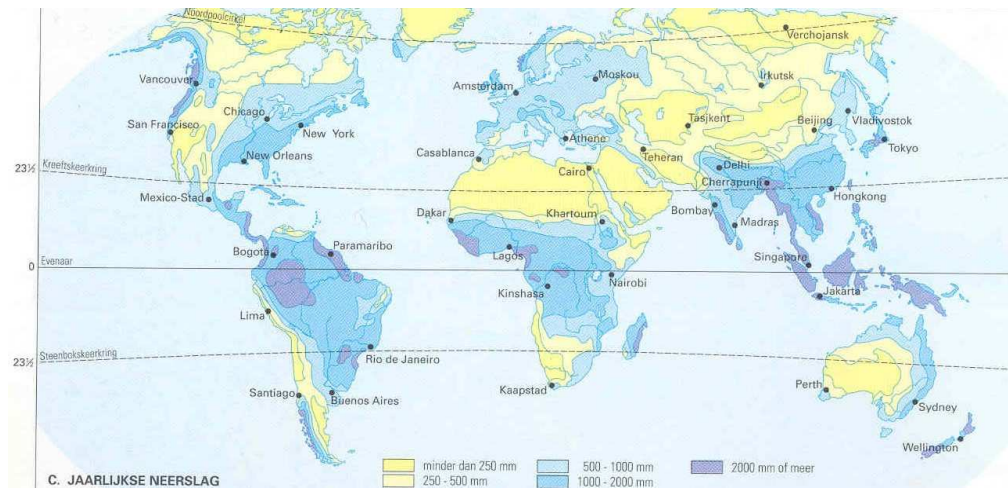 Noordpoolcirkel
Verchojansk
Vancouver
Amsterdam
Moskou
Irkutsk
Chicago
San Francisco
New York
Athene
Tasjkent
Beijing
Vladivostok
Tokyo
Casablanca
Teheran
New Orleans
23½
Kreeftskeerkring
Cairo
Delhi
Cherrapunji
Mexico-Stad
Hongkong
Dakar
Khartoum
Bombay
Madras
Bogotá
Paramaribo
Lagos
Singapore
0
Evenaar
Nairobi
Kinshasa
Jakarta
Lima
Rio de Janeiro
23½
Steenbokskeerkring
Santiago
Buenos Aires
Kaapstad
Perth
Sydney
Wellington
C. JAARLIJKSE NEERSLAG
minder dan 250 mm
250 - 500 mm
500 - 1000 mm
1000 - 2000 mm
2000 mm of meer